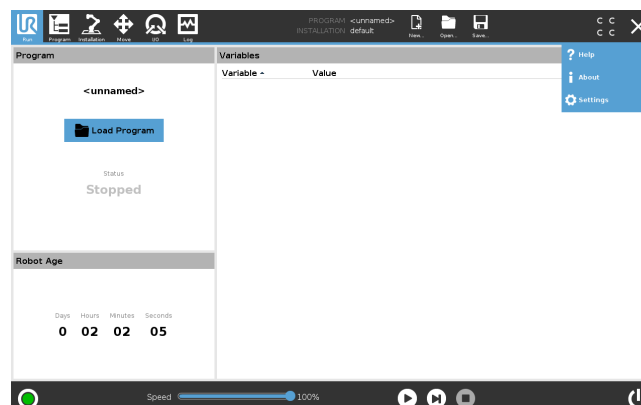 UR
Run
Program
Installation
Move
I/O
Log
PROGRAM <unnamed>
INSTALLATION default
New...
Open...
Save...
C C
C C
Program
Variables
Help
About
Settings
Variable
Value
<unnamed>
Load Program
Status
Stopped
Robot Age
Days Hours Minutes Seconds
0 02 02 05
Speed 100%